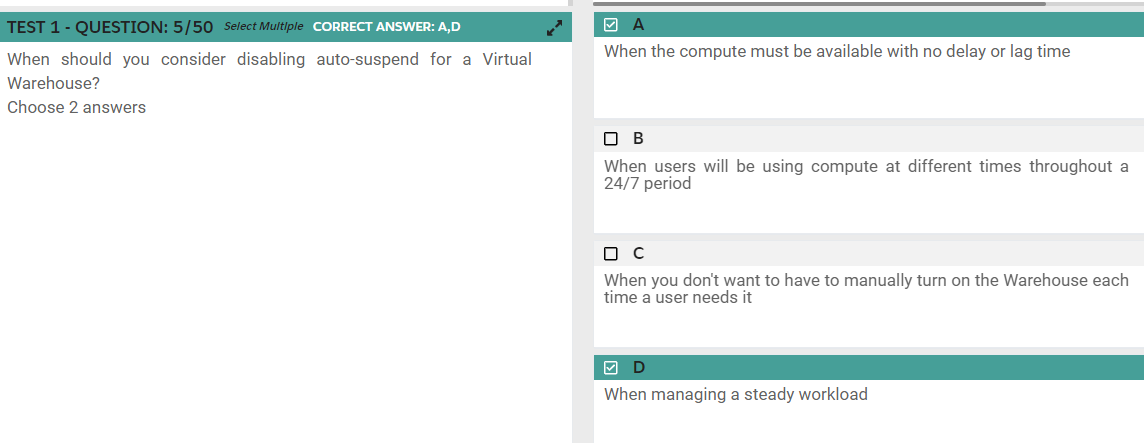 TEST 1 - QUESTION: 5/50 Select Multiple CORRECT ANSWER: A,D
When should you consider disabling auto-suspend for a Virtual
Warehouse?
Choose 2 answers
A
When the compute must be available with no delay or lag time
B
When users will be using compute at different times throughout a
24/7 period
C
When you don't want to have to manually turn on the Warehouse each
time a user needs it
D
When managing a steady workload